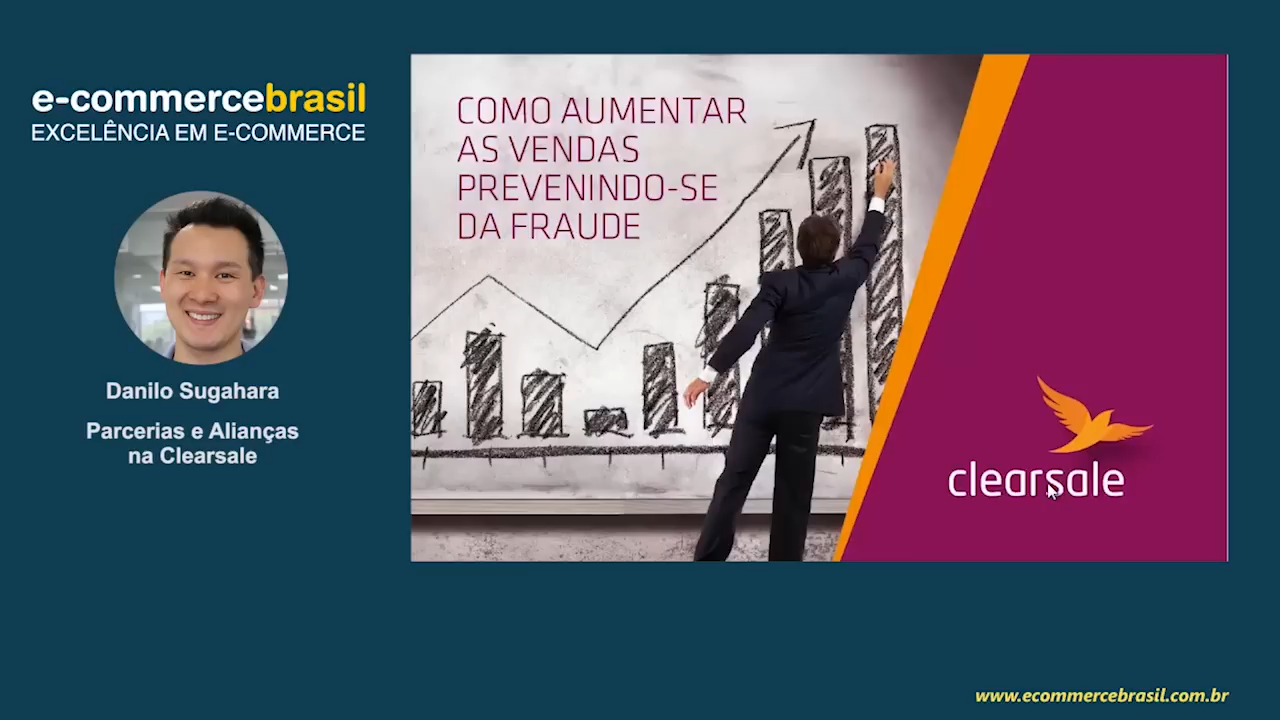 e-commercebrasil
EXCELÊNCIA EM E-COMMERCE
Danilo Sugahara
Parcerias e Alianças
na Clearsale
COMO AUMENTAR
AS VENDAS
PREVENINDO-SE
DA FRAUDE
clearsale
www.ecommercebrasil.com.br